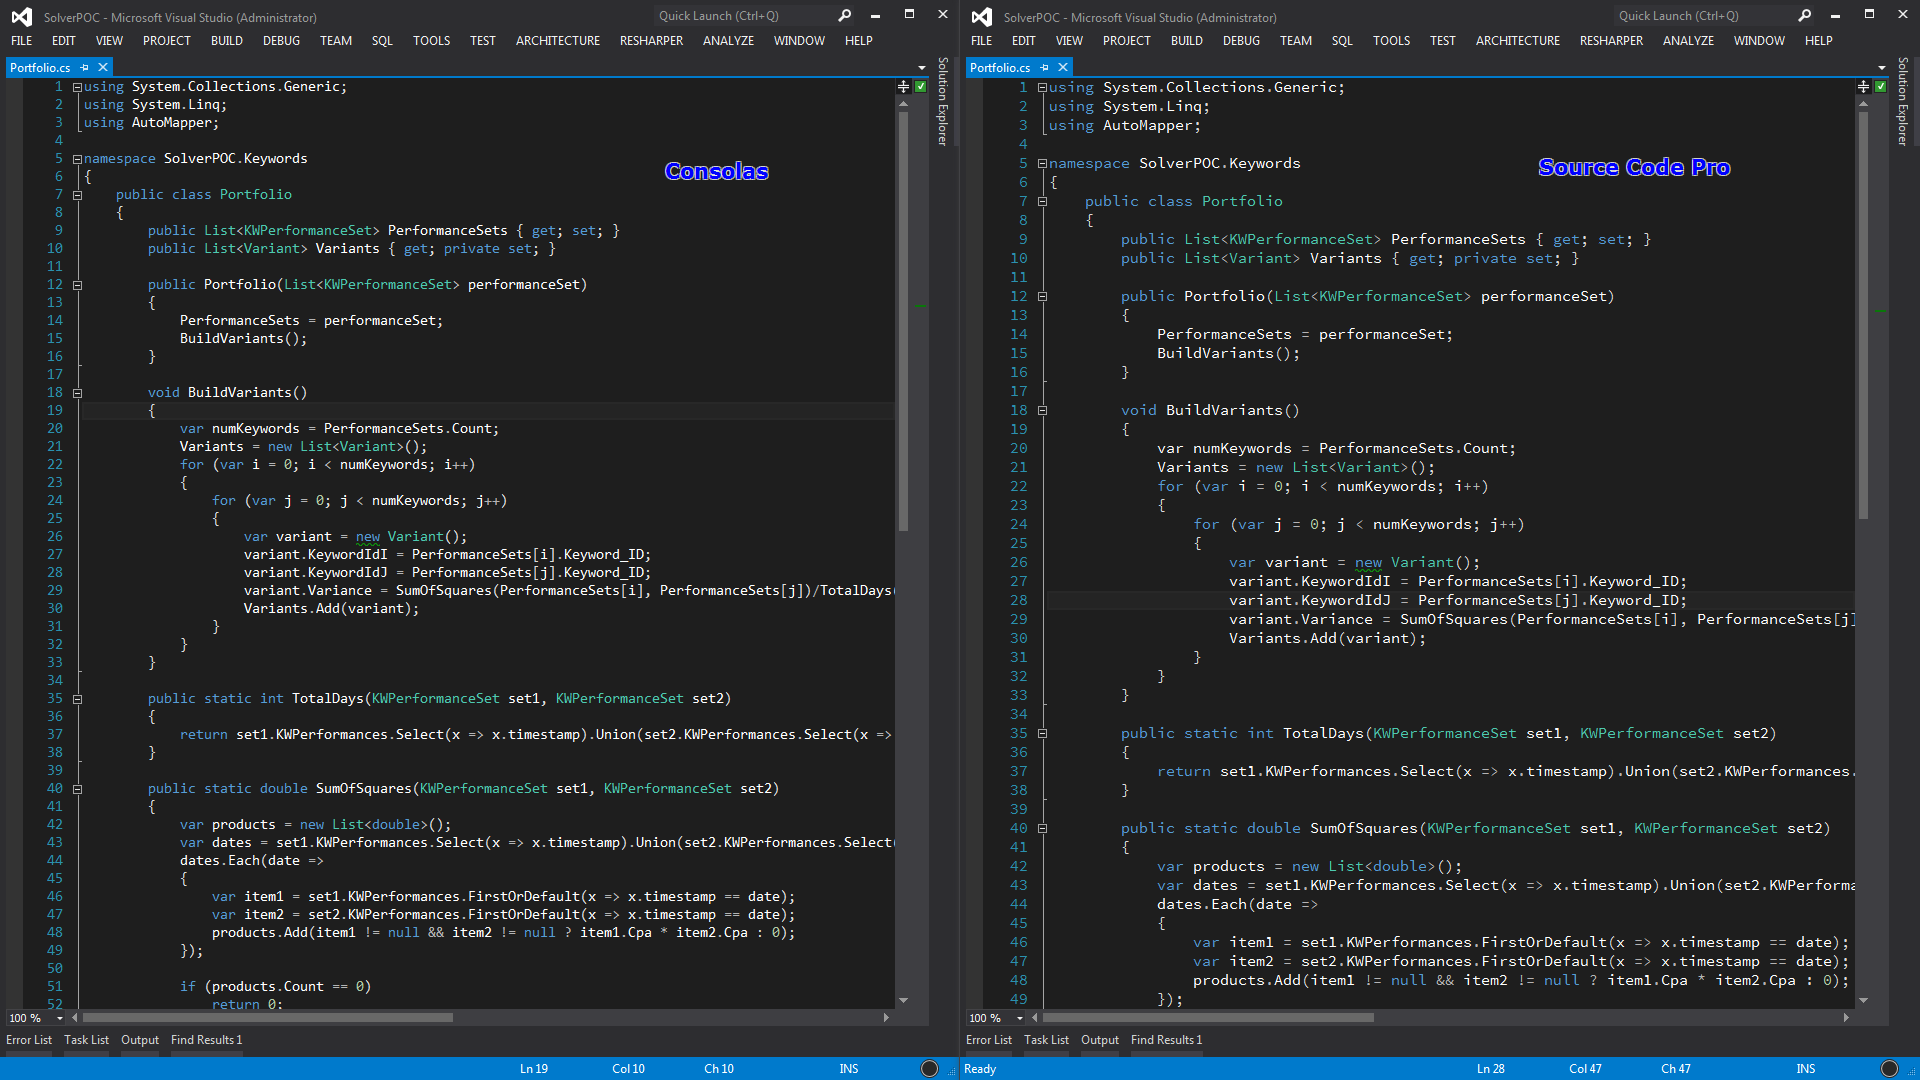 SolverPOC - Microsoft Visual Studio (Administrator)
Quick Launch (Ctrl+Q)
FILE EDIT VIEW PROJECT BUILD DEBUG TEAM SQL TOOLS TEST ARCHITECTURE RESHARPER ANALYZE WINDOW HELP
Portfolio.cs
Solution Explorer
Consolas
1 using System.Collections.Generic;
2 using System.Linq;
3 using AutoMapper;
4
5 namespace SolverPOC.Keywords
6 {
7 public class Portfolio
8 {
9 public List<KWPerformanceSet> PerformanceSets { get; set; }
10 public List<Variant> Variants { get; private set; }
11
12 public Portfolio(List<KWPerformanceSet> performanceSet)
13 {
14 PerformanceSets = performanceSet;
15 BuildVariants();
16 }
17
18 void BuildVariants()
19 {
20 var numKeywords = PerformanceSets.Count;
21 Variants = new List<Variant>();
22 for (var i = 0; i < numKeywords; i++)
23 {
24 for (var j = 0; j < numKeywords; j++)
25 {
26 var variant = new Variant();
27 variant.KeywordIdI = PerformanceSets[i].Keyword_ID;
28 variant.KeywordIdJ = PerformanceSets[j].Keyword_ID;
29 variant.Variance = SumOfSquares(PerformanceSets[i], PerformanceSets[j])/TotalDays(
30 Variants.Add(variant);
31 }
32 }
33 }
34
35 public static int TotalDays(KWPerformanceSet set1, KWPerformanceSet set2)
36 {
37 return set1.KWPerformances.Select(x => x.timestamp).Union(set2.KWPerformances.Select(x =>
38 }
39
40 public static double SumOfSquares(KWPerformanceSet set1, KWPerformanceSet set2)
41 {
42 var products = new List<double>();
43 var dates = set1.KWPerformances.Select(x => x.timestamp).Union(set2.KWPerformances.Select(
44 dates.Each(date =>
45 {
46 var item1 = set1.KWPerformances.FirstOrDefault(x => x.timestamp == date);
47 var item2 = set2.KWPerformances.FirstOrDefault(x => x.timestamp == date);
48 products.Add(item1 != null && item2 != null ? item1.Cpa * item2.Cpa : 0);
49 });
50
51 if (products.Count == 0)
52 return 0;
100 %
Error List Task List Output Find Results 1
Ln 19 Col 10 Ch 10 INS
SolverPOC - Microsoft Visual Studio (Administrator)
Quick Launch (Ctrl+Q)
FILE EDIT VIEW PROJECT BUILD DEBUG TEAM SQL TOOLS TEST ARCHITECTURE RESHARPER ANALYZE WINDOW HELP
Portfolio.cs
Solution Explorer
Source Code Pro
1 using System.Collections.Generic;
2 using System.Linq;
3 using AutoMapper;
4
5 namespace SolverPOC.Keywords
6 {
7 public class Portfolio
8 {
9 public List<KWPerformanceSet> PerformanceSets { get; set; }
10 public List<Variant> Variants { get; private set; }
11
12 public Portfolio(List<KWPerformanceSet> performanceSet)
13 {
14 PerformanceSets = performanceSet;
15 BuildVariants();
16 }
17
18 void BuildVariants()
19 {
20 var numKeywords = PerformanceSets.Count;
21 Variants = new List<Variant>();
22 for (var i = 0; i < numKeywords; i++)
23 {
24 for (var j = 0; j < numKeywords; j++)
25 {
26 var variant = new Variant();
27 variant.KeywordIdI = PerformanceSets[i].Keyword_ID;
28 variant.KeywordIdJ = PerformanceSets[j].Keyword_ID;
29 variant.Variance = SumOfSquares(PerformanceSets[i], PerformanceSets[j]
30 Variants.Add(variant);
31 }
32 }
33 }
34
35 public static int TotalDays(KWPerformanceSet set1, KWPerformanceSet set2)
36 {
37 return set1.KWPerformances.Select(x => x.timestamp).Union(set2.KWPerformances.
38 }
39
40 public static double SumOfSquares(KWPerformanceSet set1, KWPerformanceSet set2)
41 {
42 var products = new List<double>();
43 var dates = set1.KWPerformances.Select(x => x.timestamp).Union(set2.KWPerforma
44 dates.Each(date =>
45 {
46 var item1 = set1.KWPerformances.FirstOrDefault(x => x.timestamp == date);
47 var item2 = set2.KWPerformances.FirstOrDefault(x => x.timestamp == date);
48 products.Add(item1 != null && item2 != null ? item1.Cpa * item2.Cpa : 0);
49 });
100 %
Error List Task List Output Find Results 1
Ready Ln 28 Col 47 Ch 47 INS